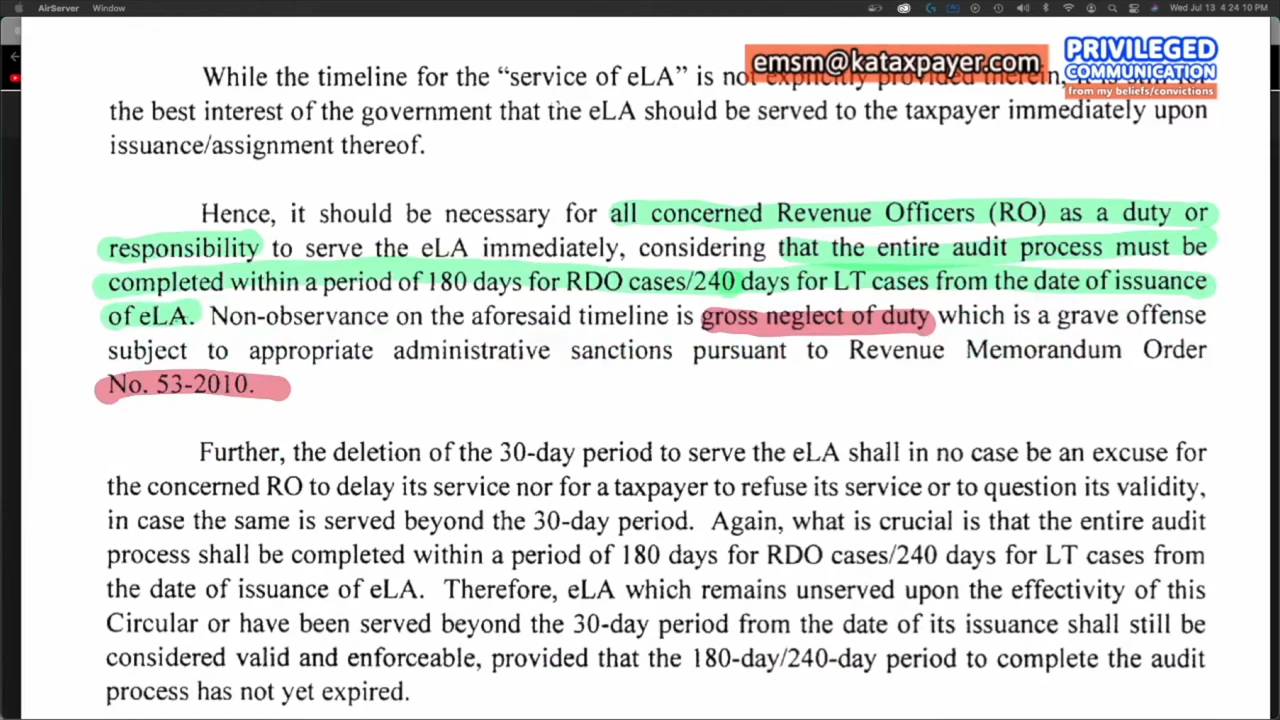 AirServer Window Wed Jul 13 4:24:10 PM
emsm@kataxpayer.com
PRIVILEGED
COMMUNICATION
from my beliefs/convictions
While the timeline for the “service of eLA” is not explicitly provided therein, it is still for
the best interest of the government that the eLA should be served to the taxpayer immediately upon
issuance/assignment thereof.
Hence, it should be necessary for all concerned Revenue Officers (RO) as a duty or
responsibility to serve the eLA immediately, considering that the entire audit process must be
completed within a period of 180 days for RDO cases/240 days for LT cases from the date of issuance
of eLA. Non-observance on the aforesaid timeline is gross neglect of duty which is a grave offense
subject to appropriate administrative sanctions pursuant to Revenue Memorandum Order
No. 53-2010.
Further, the deletion of the 30-day period to serve the eLA shall in no case be an excuse for
the concerned RO to delay its service nor for a taxpayer to refuse its service or to question its validity,
in case the same is served beyond the 30-day period. Again, what is crucial is that the entire audit
process shall be completed within a period of 180 days for RDO cases/240 days for LT cases from
the date of issuance of eLA. Therefore, eLA which remains unserved upon the effectivity of this
Circular or have been served beyond the 30-day period from the date of its issuance shall still be
considered valid and enforceable, provided that the 180-day/240-day period to complete the audit
process has not yet expired.